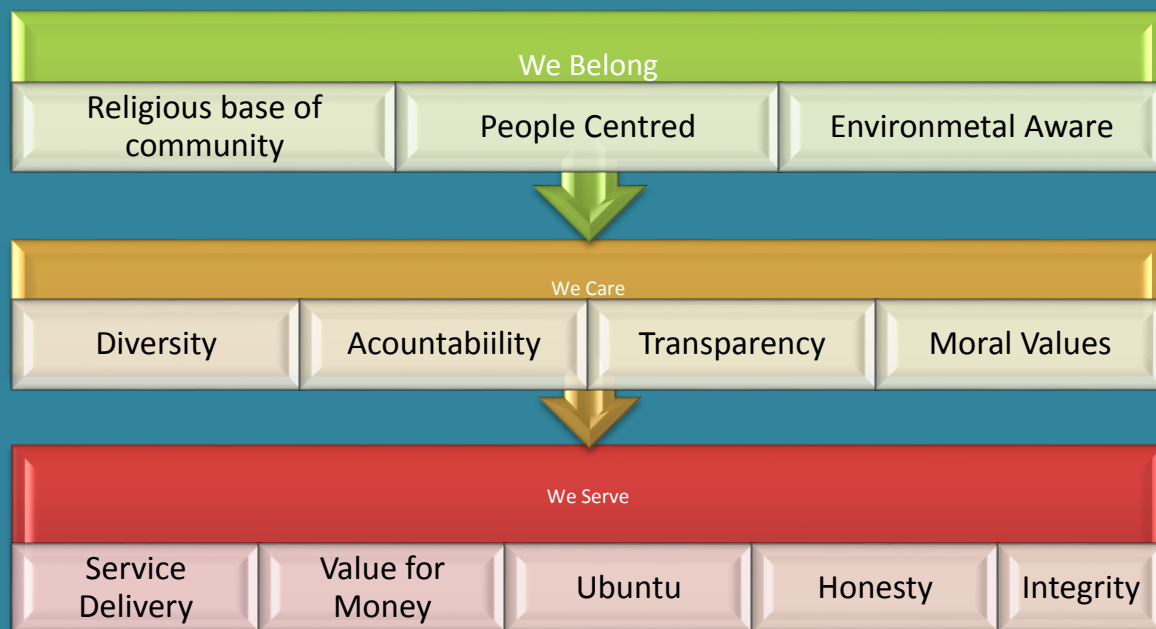 We Belong
Religious base of
community
People Centred
Environmetal Aware
We Care
Diversity
Acountabiility
Transparency
Moral Values
We Serve
Service
Delivery
Value for
Money
Ubuntu
Honesty
Integrity